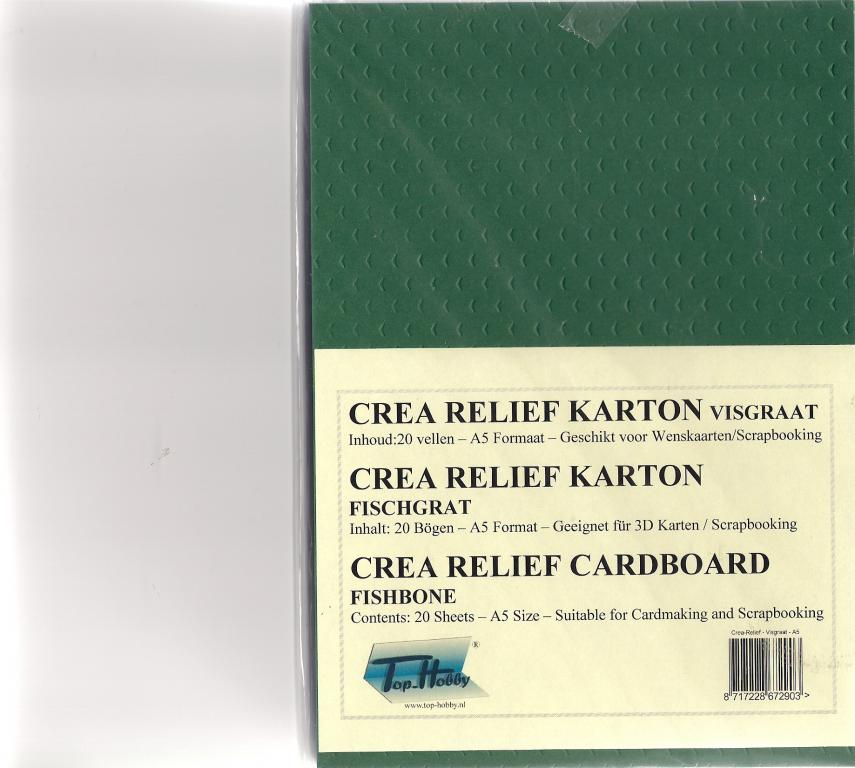 CREA RELIEF KARTON VISGRAAT
Inhoud:20 vellen – A5 Formaat – Geschikt voor Wenskaarten/Scrapbooking
CREA RELIEF KARTON
FISCHGRAT
Inhalt: 20 Bögen – A5 Format – Geeignet für 3D Karten / Scrapbooking
CREA RELIEF CARDBOARD
FISHBONE
Contents: 20 Sheets – A5 Size – Suitable for Cardmaking and Scrapbooking
Top-Hobby ®
www.top-hobby.nl
Crea-Relief - Visgraat - A5
8 717228 672903 >